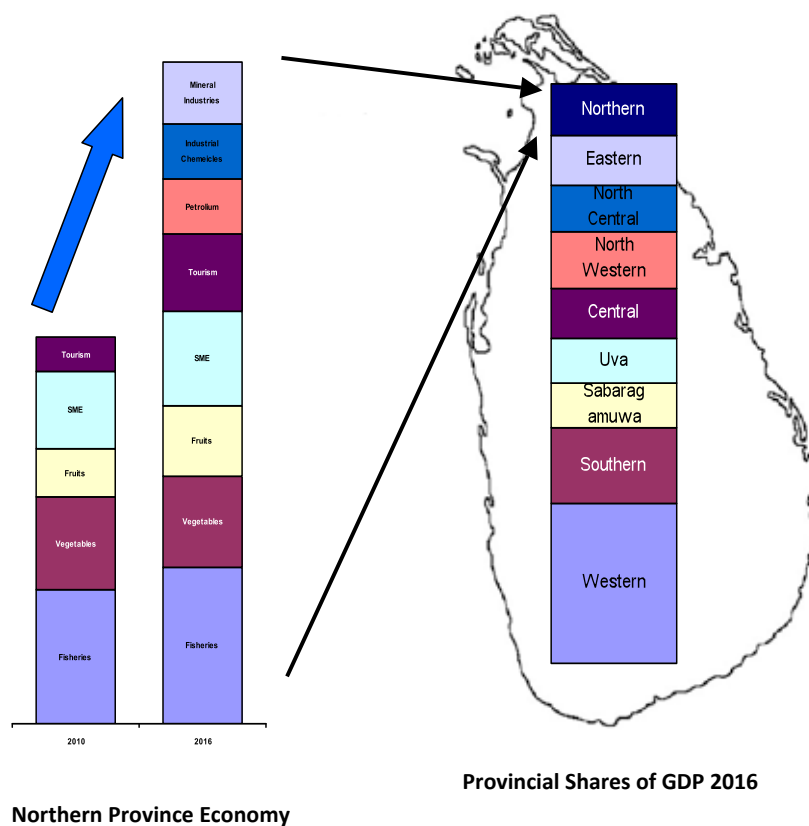 Mineral
Industries
Industrial
Chemeicles
Petrolium
Tourism
SME
Fruits
Vegetables
Fisheries
Tourism
SME
Fruits
Vegetables
Fisheries
2010
2016
Northern Province Economy
Northern
Eastern
North
Central
North
Western
Central
Uva
Sabarag
amuwa
Southern
Western
Provincial Shares of GDP 2016